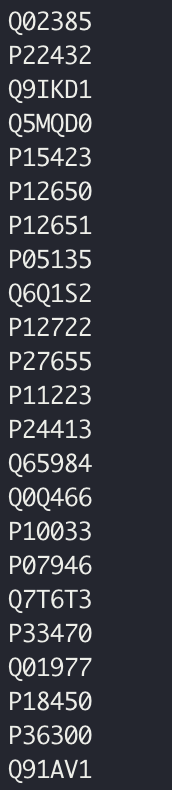 Q02385
P22432
Q9IKD1
Q5MQD0
P15423
P12650
P12651
P05135
Q6Q1S2
P12722
P27655
P11223
P24413
Q65984
Q0Q466
P10033
P07946
Q7T6T3
P33470
Q01977
P18450
P36300
Q91AV1